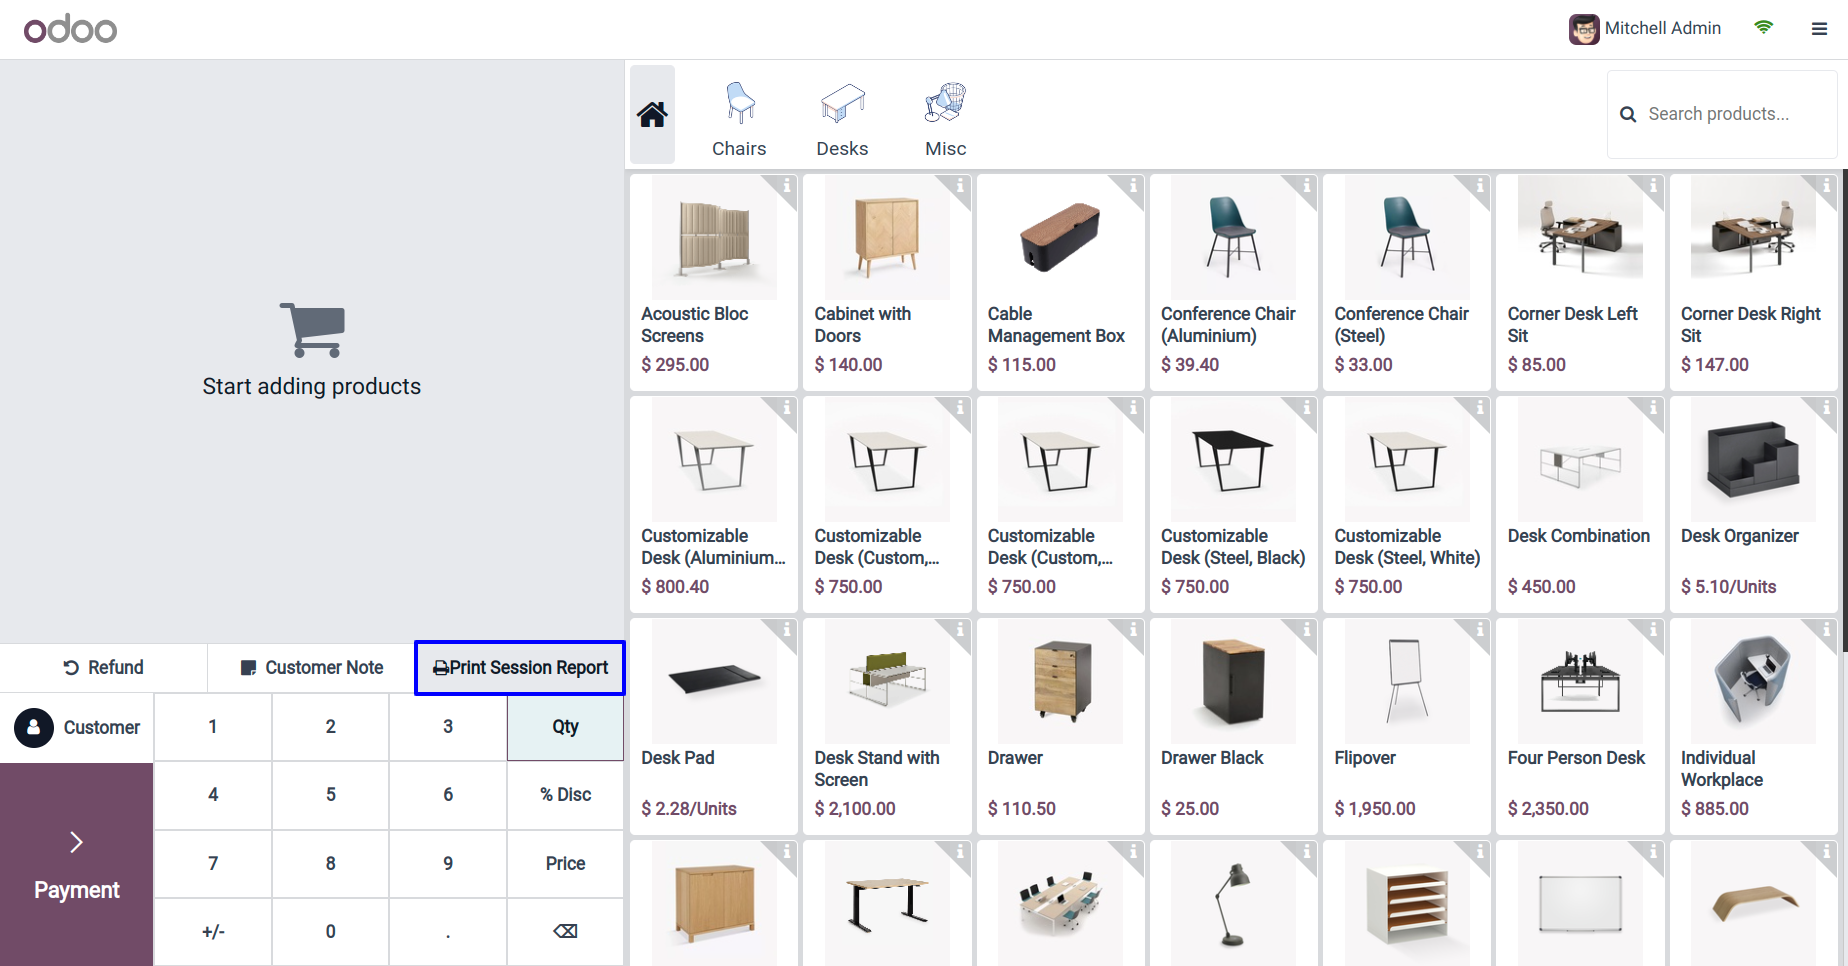 odoo
Mitchell Admin
Chairs
Desks
Misc
Search products...
Start adding products
Acoustic Bloc
Screens
$ 295.00
Cabinet with
Doors
$ 140.00
Cable
Management Box
$ 115.00
Conference Chair
(Aluminium)
$ 39.40
Conference Chair
(Steel)
$ 33.00
Corner Desk Left
Sit
$ 85.00
Corner Desk Right
Sit
$ 147.00
Customizable
Desk (Aluminium...
$ 800.40
Customizable
Desk (Custom,...
$ 750.00
Customizable
Desk (Custom,...
$ 750.00
Customizable
Desk (Steel, Black)
$ 750.00
Customizable
Desk (Steel, White)
$ 750.00
Desk Combination
$ 450.00
Desk Organizer
$ 5.10/Units
Desk Pad
$ 2.28/Units
Desk Stand with
Screen
$ 2,100.00
Drawer
$ 110.50
Drawer Black
$ 25.00
Flipover
$ 1,950.00
Four Person Desk
$ 2,350.00
Individual
Workplace
$ 885.00
Refund
Customer Note
Print Session Report
Customer
1
2
3
Qty
4
5
6
% Disc
7
8
9
Price
Payment
+/-
0
.